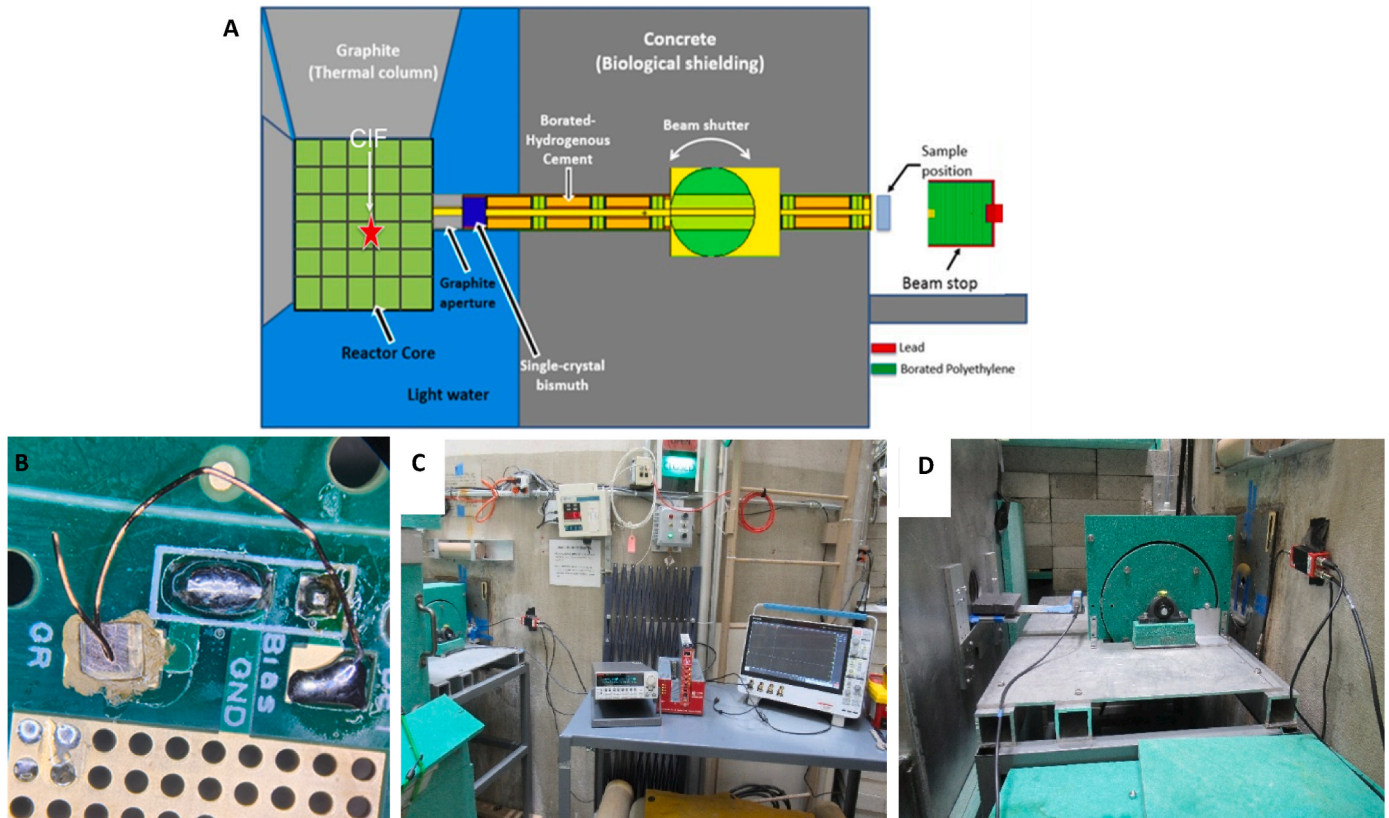 A
Graphite
(Thermal column)
Concrete
(Biological shielding)
CIF
Borated-
Hydrogenous
Cement
Beam shutter
Sample
position
Graphite
aperture
Beam stop
Reactor Core
Single-crystal
bismuth
Light water
Lead
Borated Polyethylene
B
GR
Bias
GND
C
D